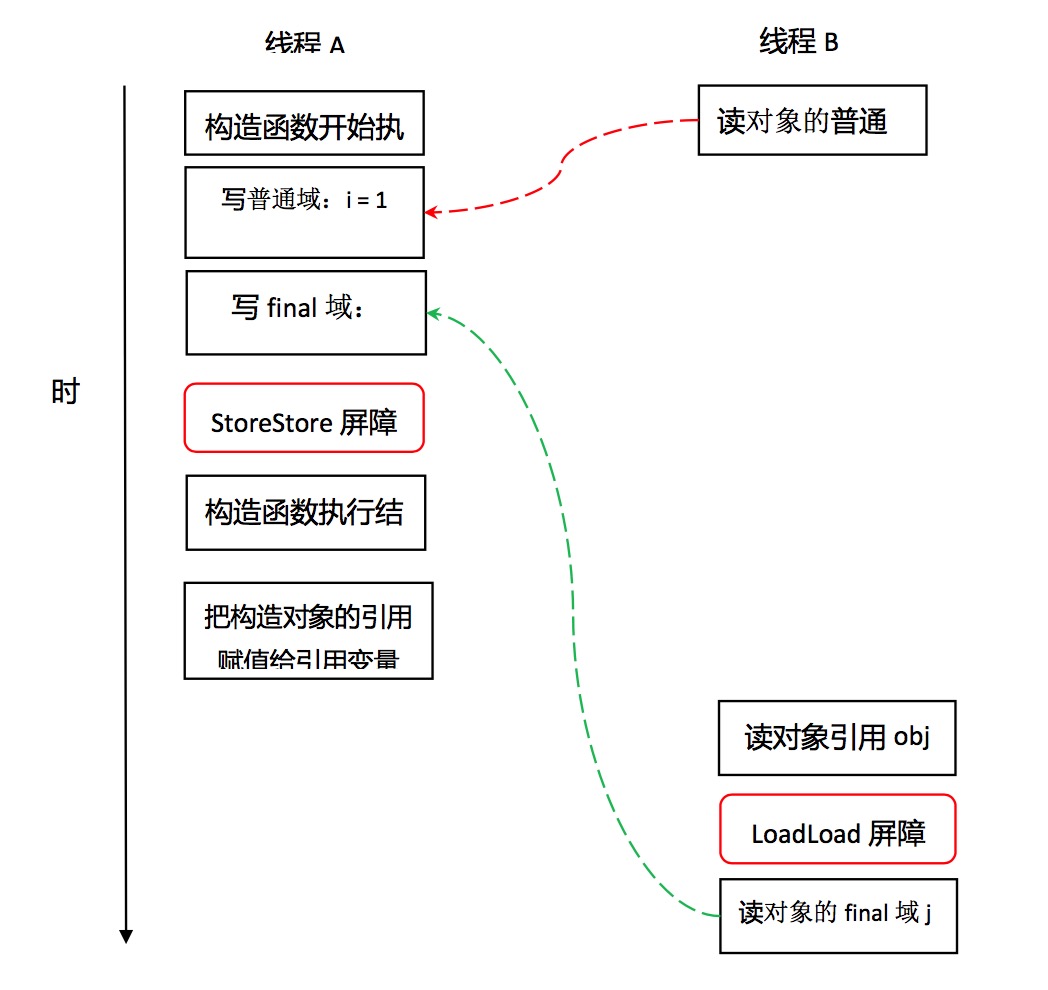 线程 A
线程 B
构造函数开始执
读对象的普通
写普通域：i = 1
写 final 域：
时
StoreStore 屏障
构造函数执行结
把构造对象的引用
赋值给引用变量
读对象引用 obj
LoadLoad 屏障
读对象的 final 域 j